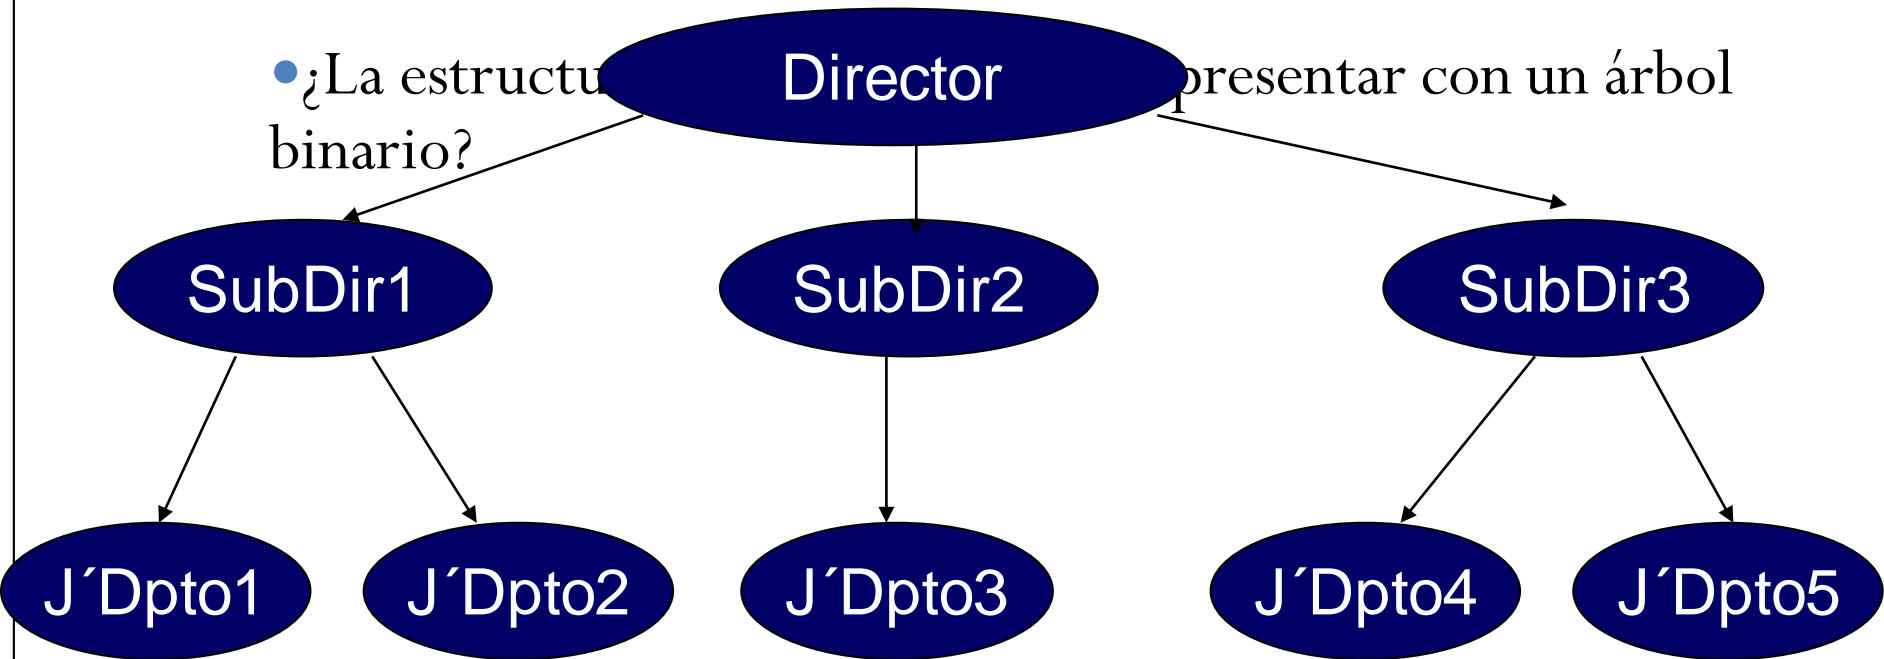 •¿La estructu
Director
presentar con un árbol
binario?
SubDir1
SubDir2
SubDir3
J´Dpto1
J´Dpto2
J´Dpto3
J´Dpto4
J´Dpto5